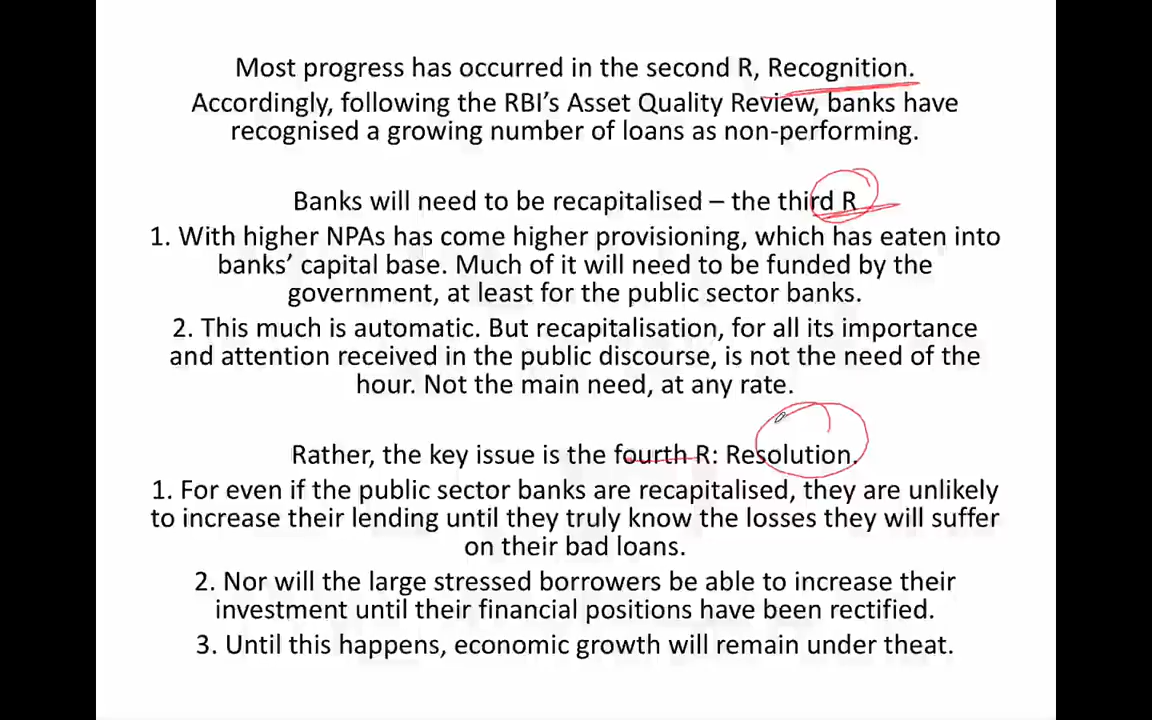 Most progress has occurred in the second R, Recognition.
Accordingly, following the RBI's Asset Quality Review, banks have
recognised a growing number of loans as non-performing.
Banks will need to be recapitalised – the third R
1. With higher NPAs has come higher provisioning, which has eaten into
banks' capital base. Much of it will need to be funded by the
government, at least for the public sector banks.
2. This much is automatic. But recapitalisation, for all its importance
and attention received in the public discourse, is not the need of the
hour. Not the main need, at any rate.
Rather, the key issue is the fourth R: Resolution.
1. For even if the public sector banks are recapitalised, they are unlikely
to increase their lending until they truly know the losses they will suffer
on their bad loans.
2. Nor will the large stressed borrowers be able to increase their
investment until their financial positions have been rectified.
3. Until this happens, economic growth will remain under theat.